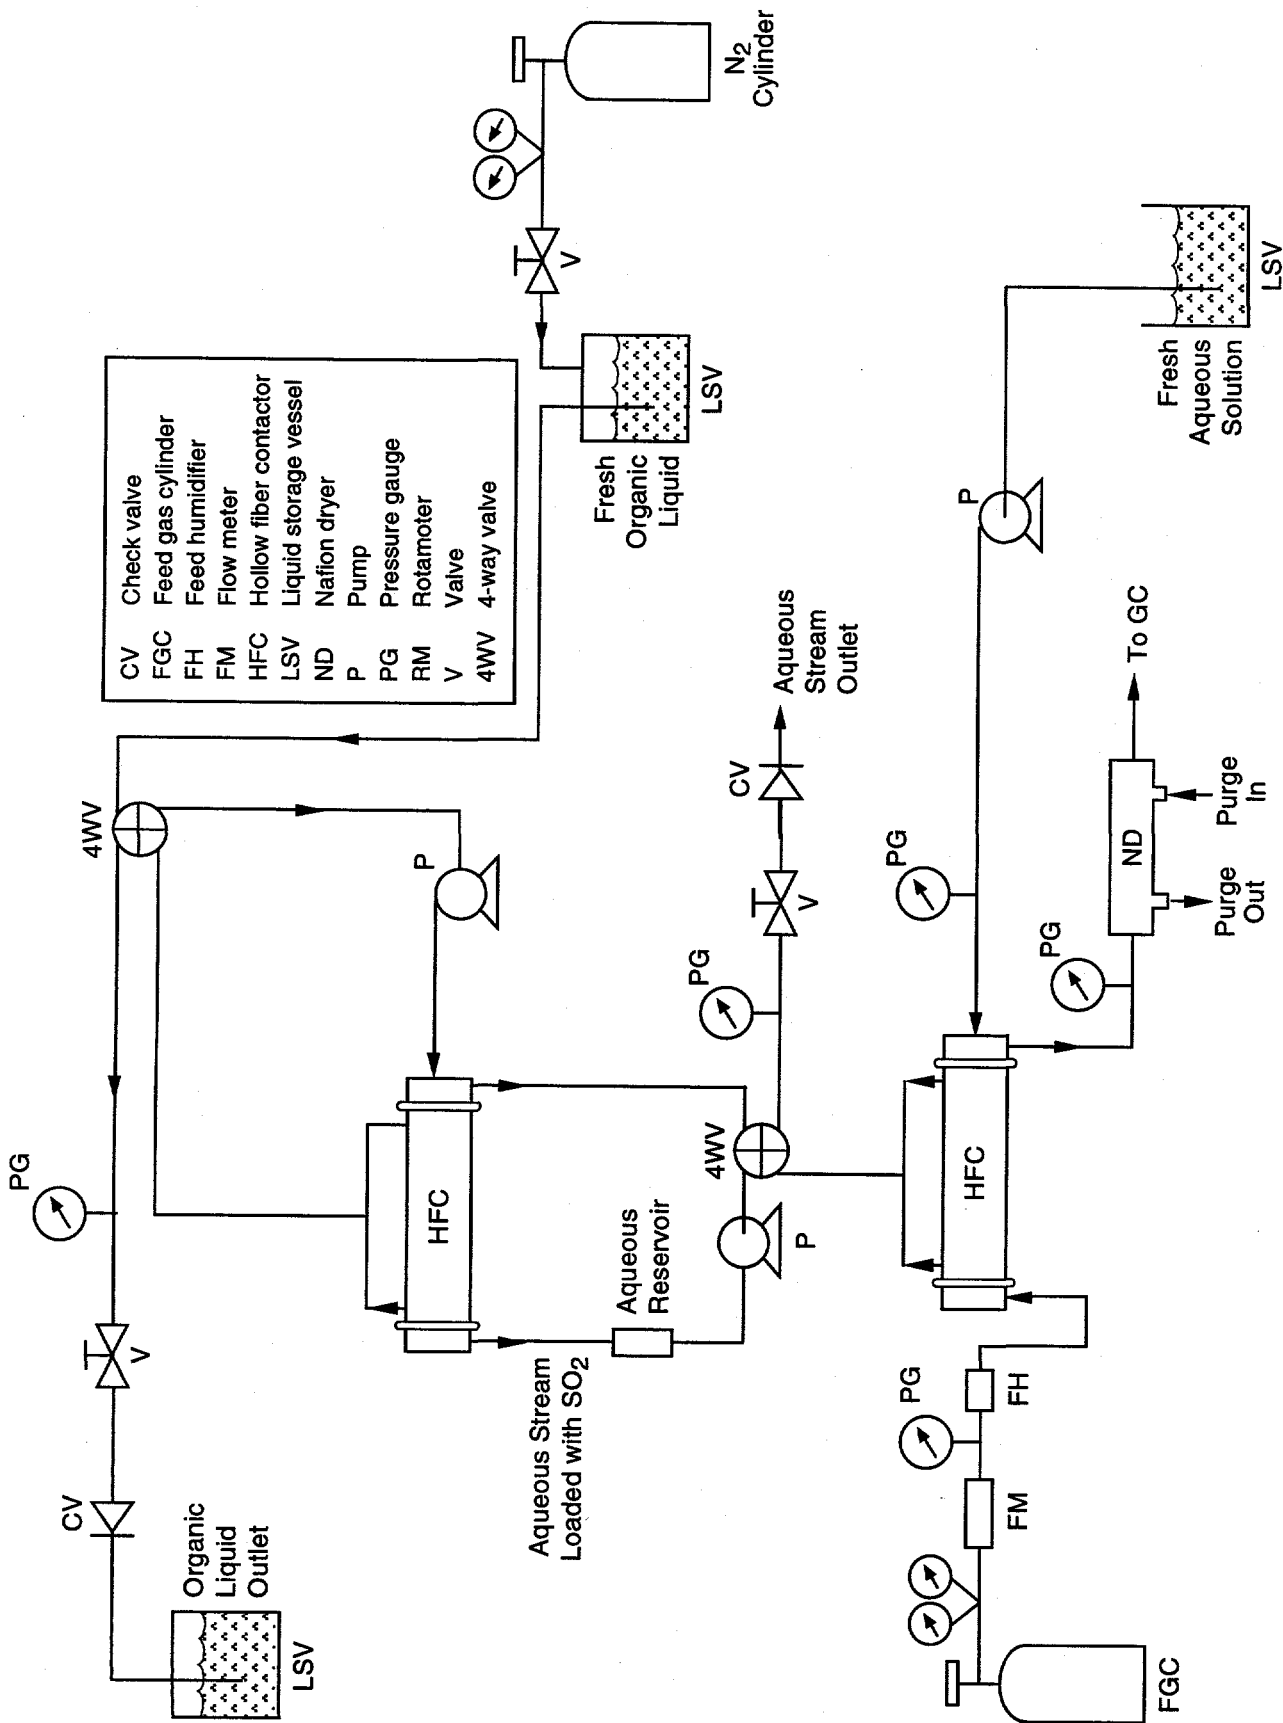 CV Check valve
FGC Feed gas cylinder
FH Feed humidifier
FM Flow meter
HFC Hollow fiber contactor
LSV Liquid storage vessel
ND Nafion dryer
P Pump
PG Pressure gauge
RM Rotamoter
V Valve
4WV 4-way valve
PG
4WV
CV
V
Organic
Liquid
Outlet
LSV
P
HFC
Fresh
Organic
Liquid
LSV
V
N2
Cylinder
Aqueous Stream
Loaded with SO2
Aqueous
Reservoir
P
4WV
PG
V
CV
Aqueous
Stream
Outlet
FGC
FM
PG
FH
HFC
PG
P
Fresh
Aqueous
Solution
LSV
PG
ND
To GC
Purge
Out
Purge
In